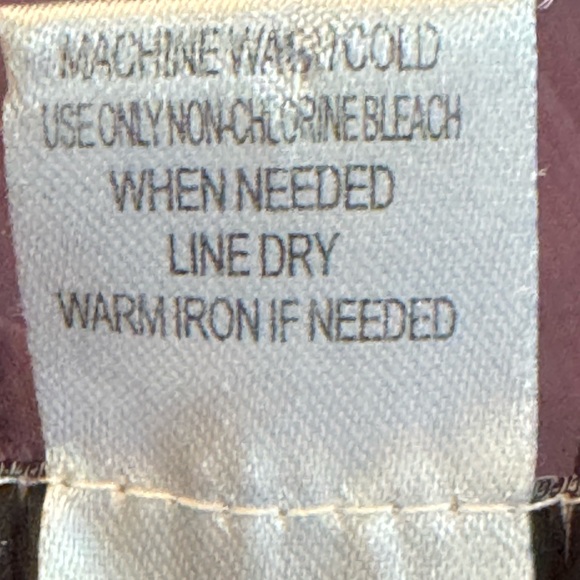 MACHINE WASH COLD
USE ONLY NON-CHLORINE BLEACH
WHEN NEEDED
LINE DRY
WARM IRON IF NEEDED